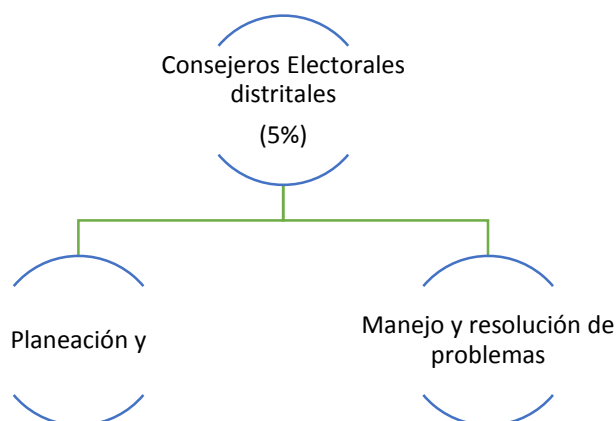 Consejeros Electorales
distritales
(5%)
Planeación y
Manejo y resolución de
problemas